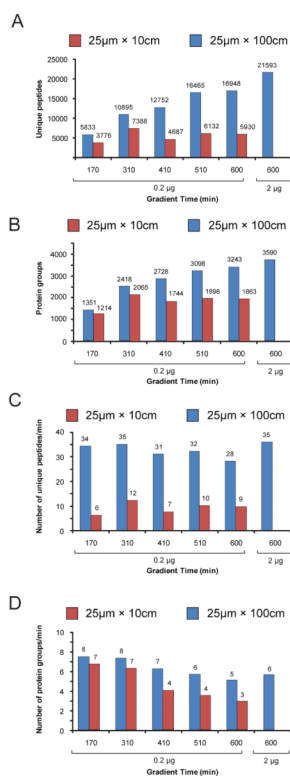 A
25µm × 10cm 25µm × 100cm
Unique peptides
25000
20000
15000
10000
5000
5833 3776 10895 7388 12752 4687 16465 6132 16948 5930 21593
170 310 410 510 600 600
0.2 µg 2 µg
Gradient Time (min)
B
25µm × 10cm 25µm × 100cm
Protein groups
4000
3000
2000
1000
0
1351 1214 2418 2065 2728 1744 3098 1898 3243 1863 3590
170 310 410 510 600 600
0.2 µg 2 µg
Gradient Time (min)
C
25µm × 10cm 25µm × 100cm
Number of unique peptides/min
40
30
20
10
0
34 6 35 12 31 7 32 10 28 9 35
170 310 410 510 600 600
0.2 µg 2 µg
Gradient Time (min)
D
25µm × 10cm 25µm × 100cm
Number of protein groups/min
10
8
6
4
2
0
8 7 8 7 7 4 6 4 5 3 6
170 310 410 510 600 600
0.2 µg 2 µg
Gradient Time (min)